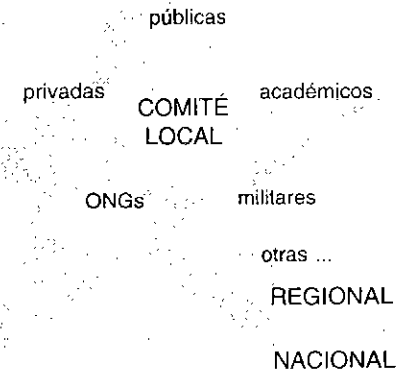 públicas
privadas
académicos
COMITÉ
LOCAL
ONGs
militares
otras ...
REGIONAL
NACIONAL